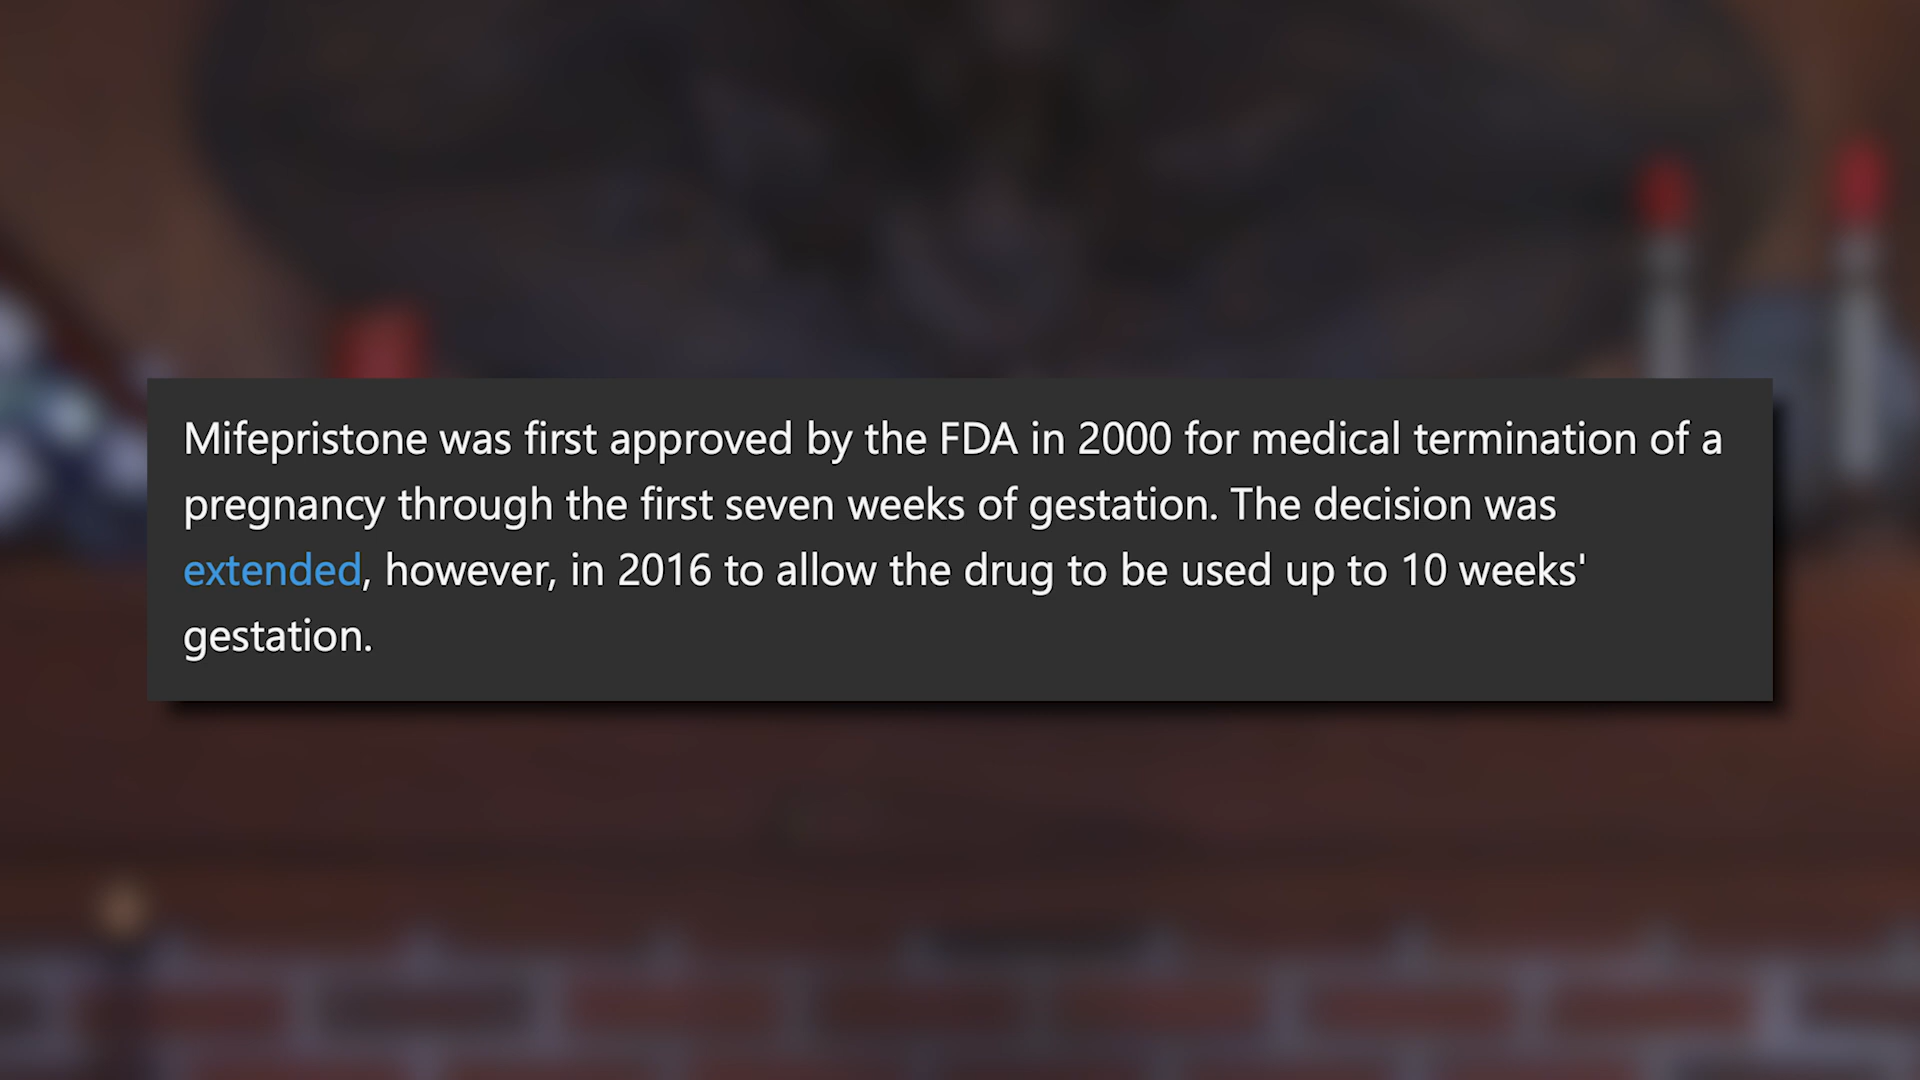 Mifepristone was first approved by the FDA in 2000 for medical termination of a
pregnancy through the first seven weeks of gestation. The decision was
extended, however, in 2016 to allow the drug to be used up to 10 weeks'
gestation.